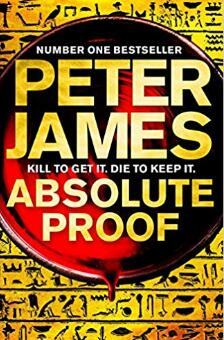 NUMBER ONE BESTSELLER
PETER
JAMES
KILL TO GET IT. DIE TO KEEP IT.
ABSOLUTE
PROOF